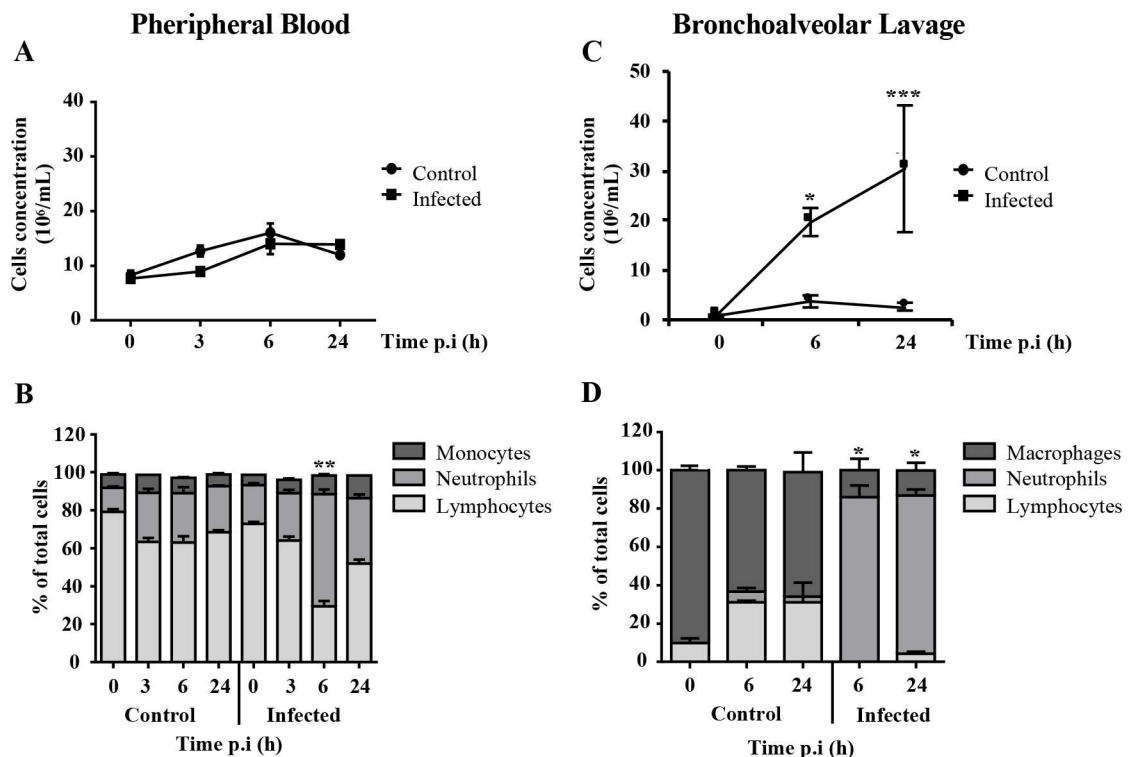 Pheripheral Blood
A
Cells concentration
(10⁶/mL)
40
30
20
10
0
0 3 6 24
Time p.i (h)
Control
Infected
Bronchoalveolar Lavage
C
Cells concentration
(10⁶/mL)
50
40
30
20
10
0
*
***
0 6 24
Time p.i (h)
Control
Infected
B
% of total cells
120
100
80
60
40
20
0
**
Monocytes
Neutrophils
Lymphocytes
0 3 6 24 0 3 6 24
Control Infected
Time p.i (h)
D
% of total cells
120
100
80
60
40
20
0
* *
Macrophages
Neutrophils
Lymphocytes
0 6 24 6 24
Control Infected
Time p.i (h)